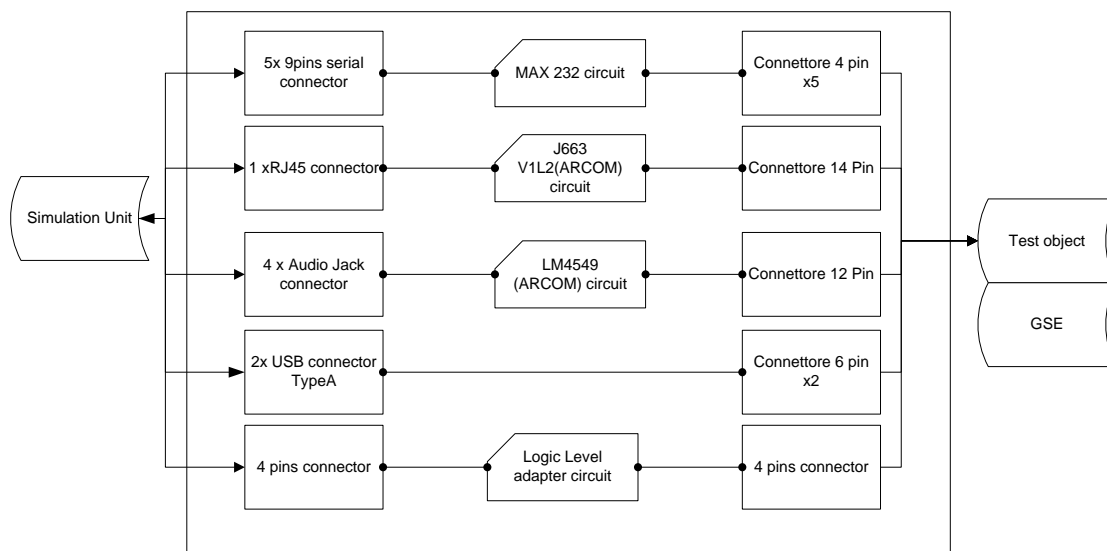 5x 9pins serial
connector
MAX 232 circuit
Connettore 4 pin
x5
1 xRJ45 connector
J663
V1L2(ARCOM)
circuit
Connettore 14 Pin
Simulation Unit
Test object
4 x Audio Jack
connector
LM4549
(ARCOM) circuit
Connettore 12 Pin
GSE
2x USB connector
TypeA
Connettore 6 pin
x2
4 pins connector
Logic Level
adapter circuit
4 pins connector